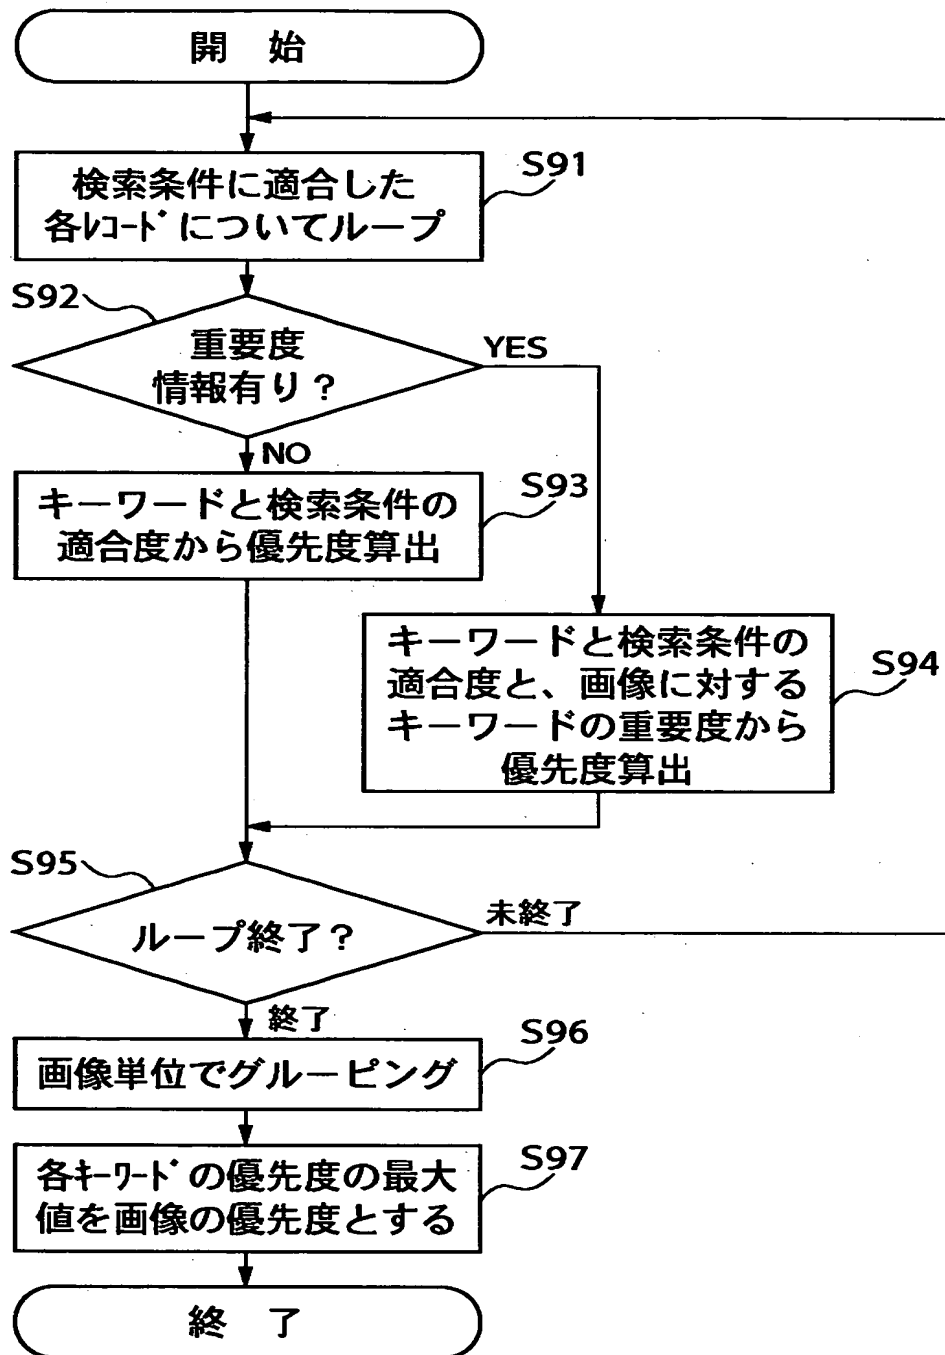 開 始
S91
検索条件に適合した
各ﾚｺｰﾄﾞについてループ
S92
重要度
情報有り?
YES
NO
S93
キーワードと検索条件の
適合度から優先度算出
S94
キーワードと検索条件の
適合度と、画像に対する
キーワードの重要度から
優先度算出
S95
ループ終了?
未終了
終了
S96
画像単位でグルーピング
S97
各ｷｰﾜｰﾄﾞの優先度の最大
値を画像の優先度とする
終 了